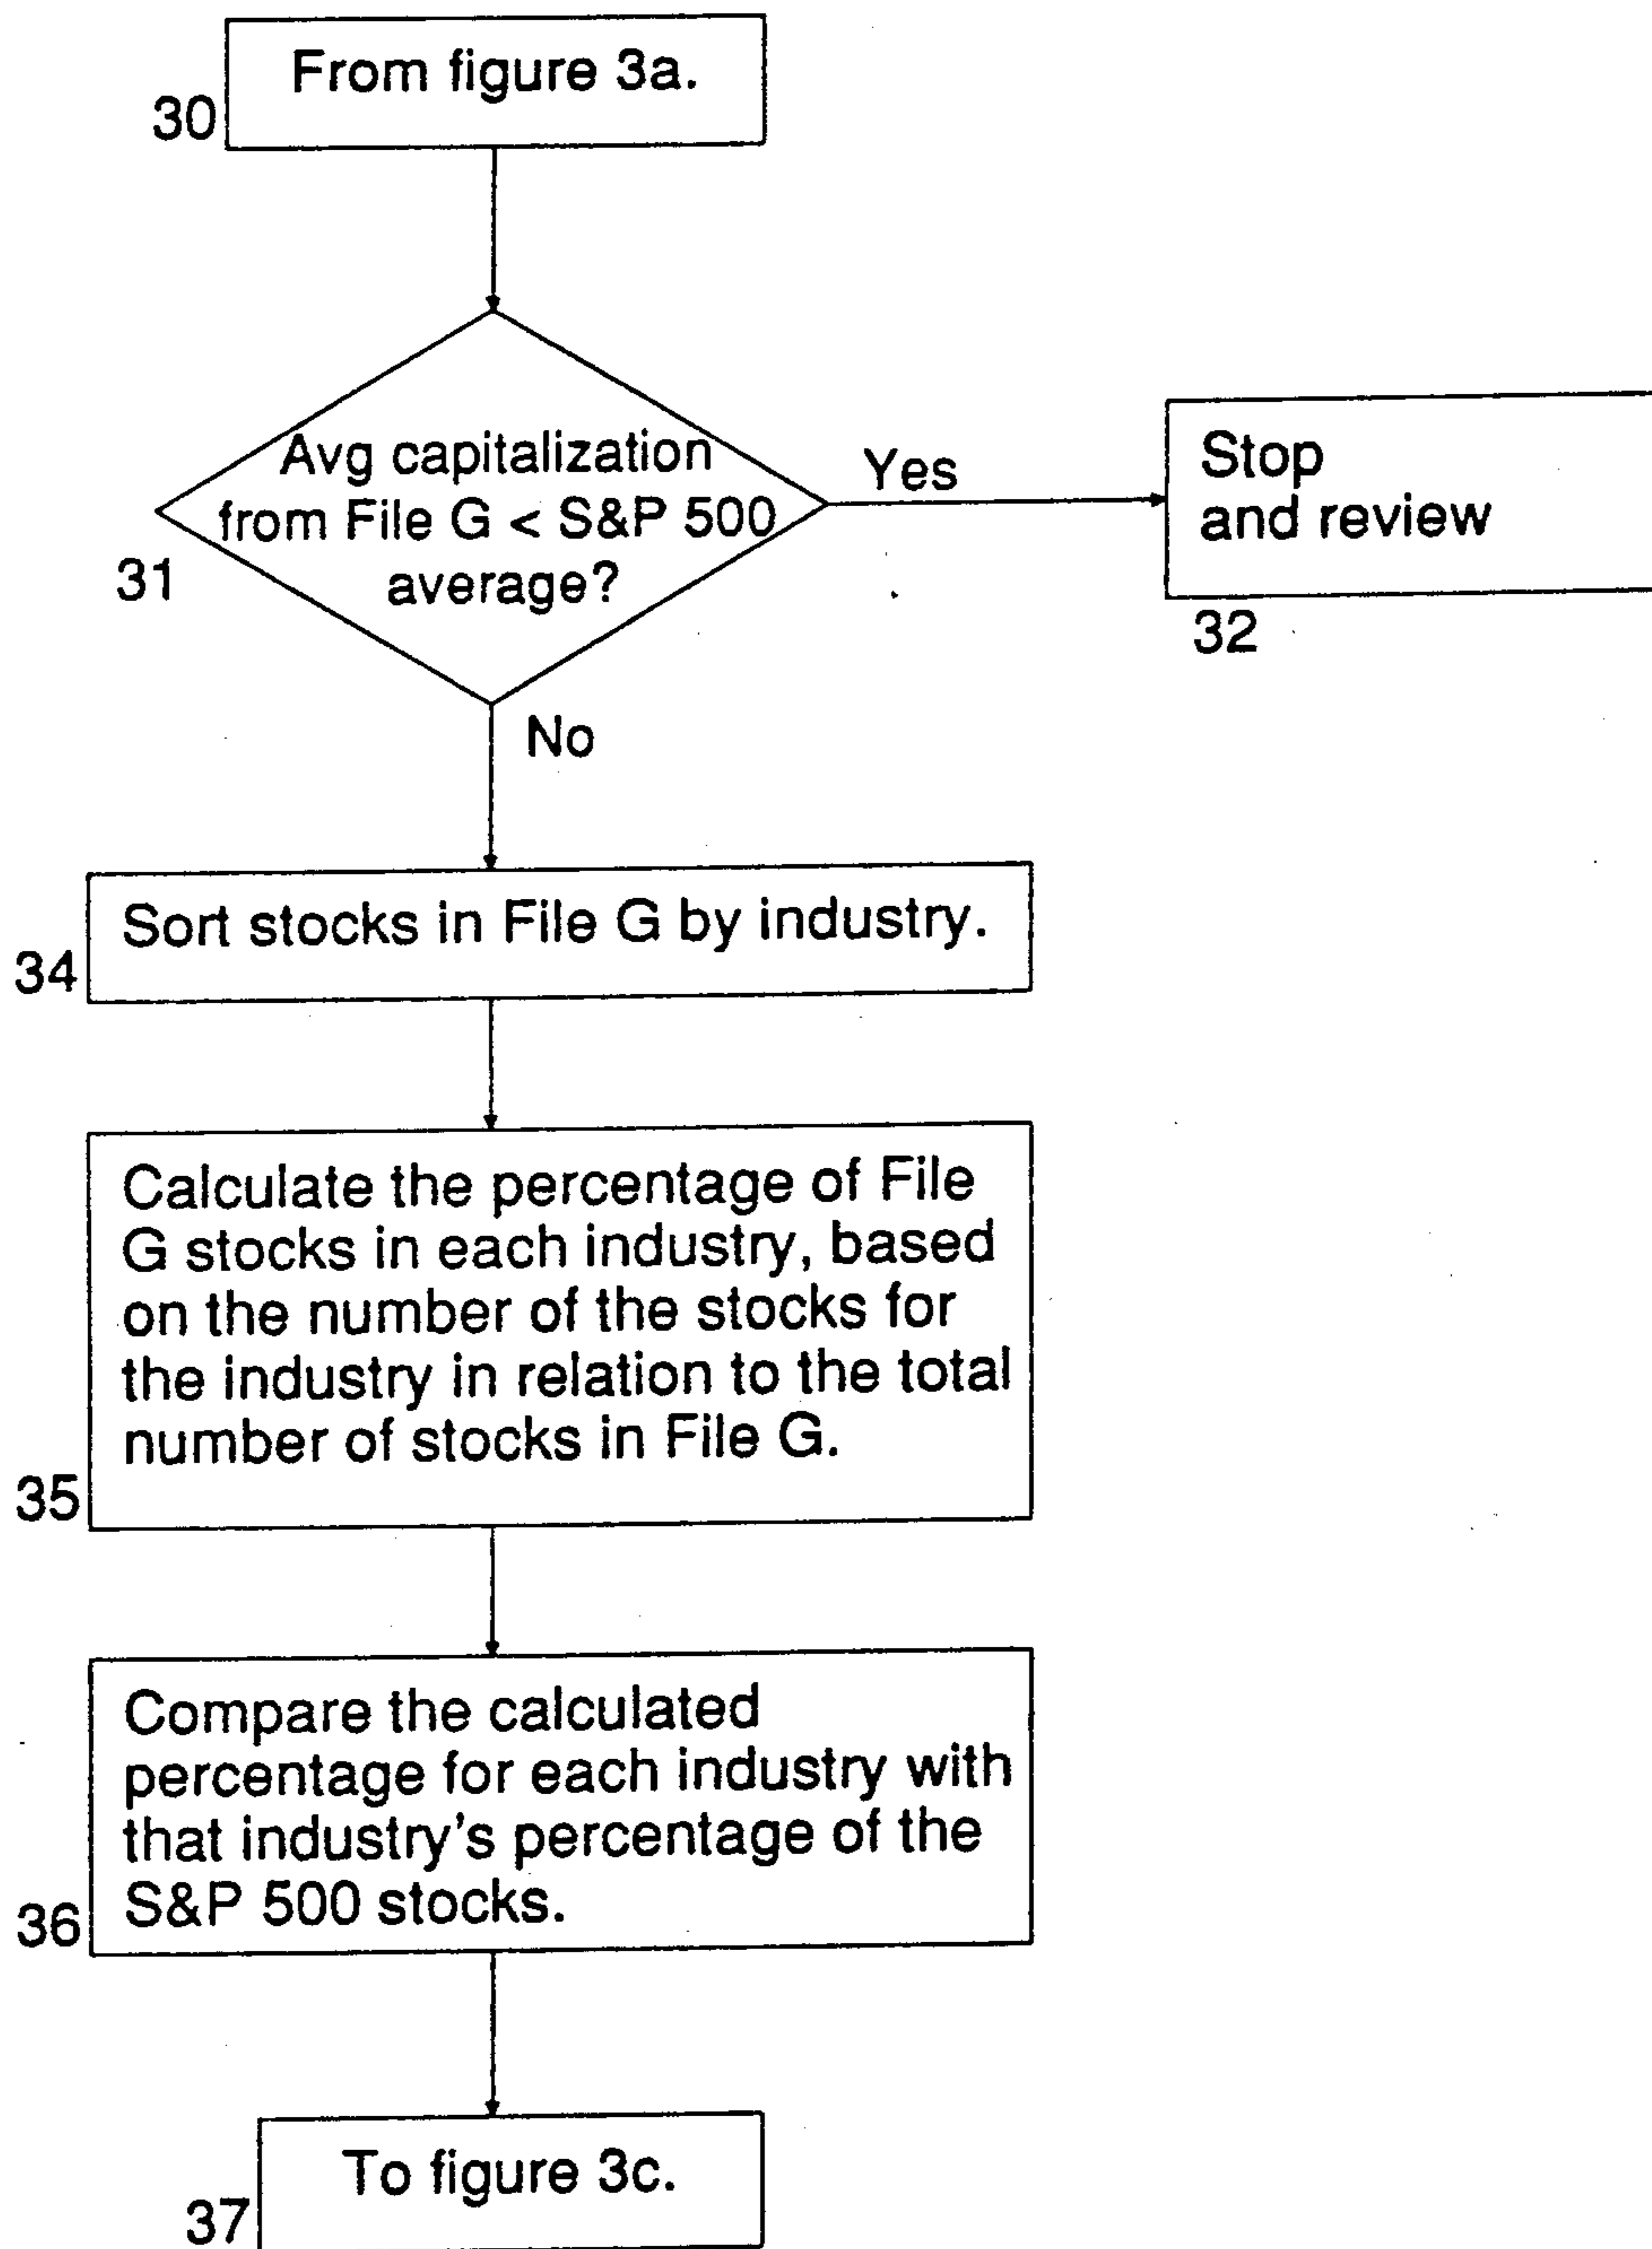 From figure 3a.
30
Avg capitalization
from File G < S&P 500
average?
31
Yes
Stop
and review
32
No
Sort stocks in File G by industry.
34
Calculate the percentage of File
G stocks in each industry, based
on the number of the stocks for
the industry in relation to the total
number of stocks in File G.
35
Compare the calculated
percentage for each industry with
that industry's percentage of the
S&P 500 stocks.
36
To figure 3c.
37